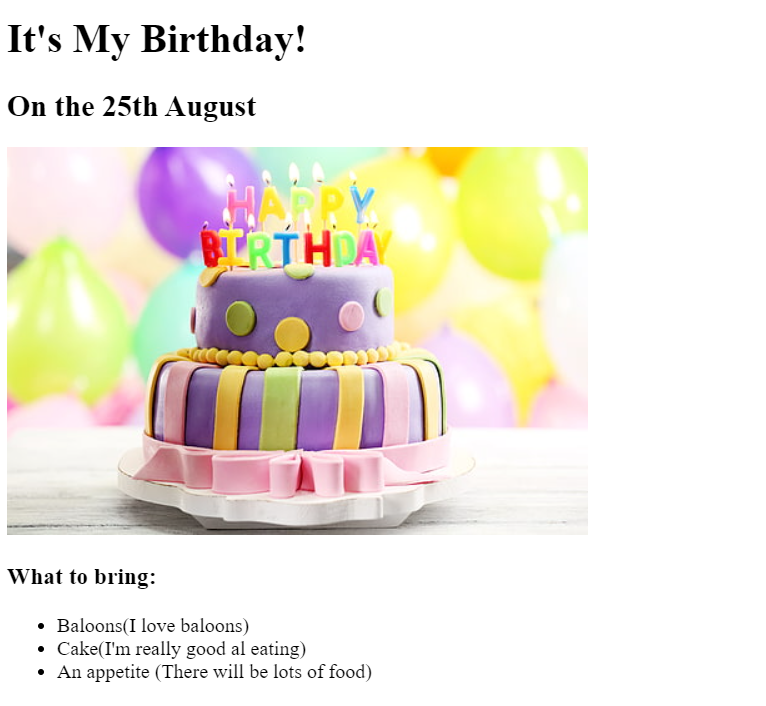 It's My Birthday!
On the 25th August
HAPPY
BIRTHDAY
What to bring:
Baloons(I love baloons)
Cake(I'm really good al eating)
An appetite (There will be lots of food)